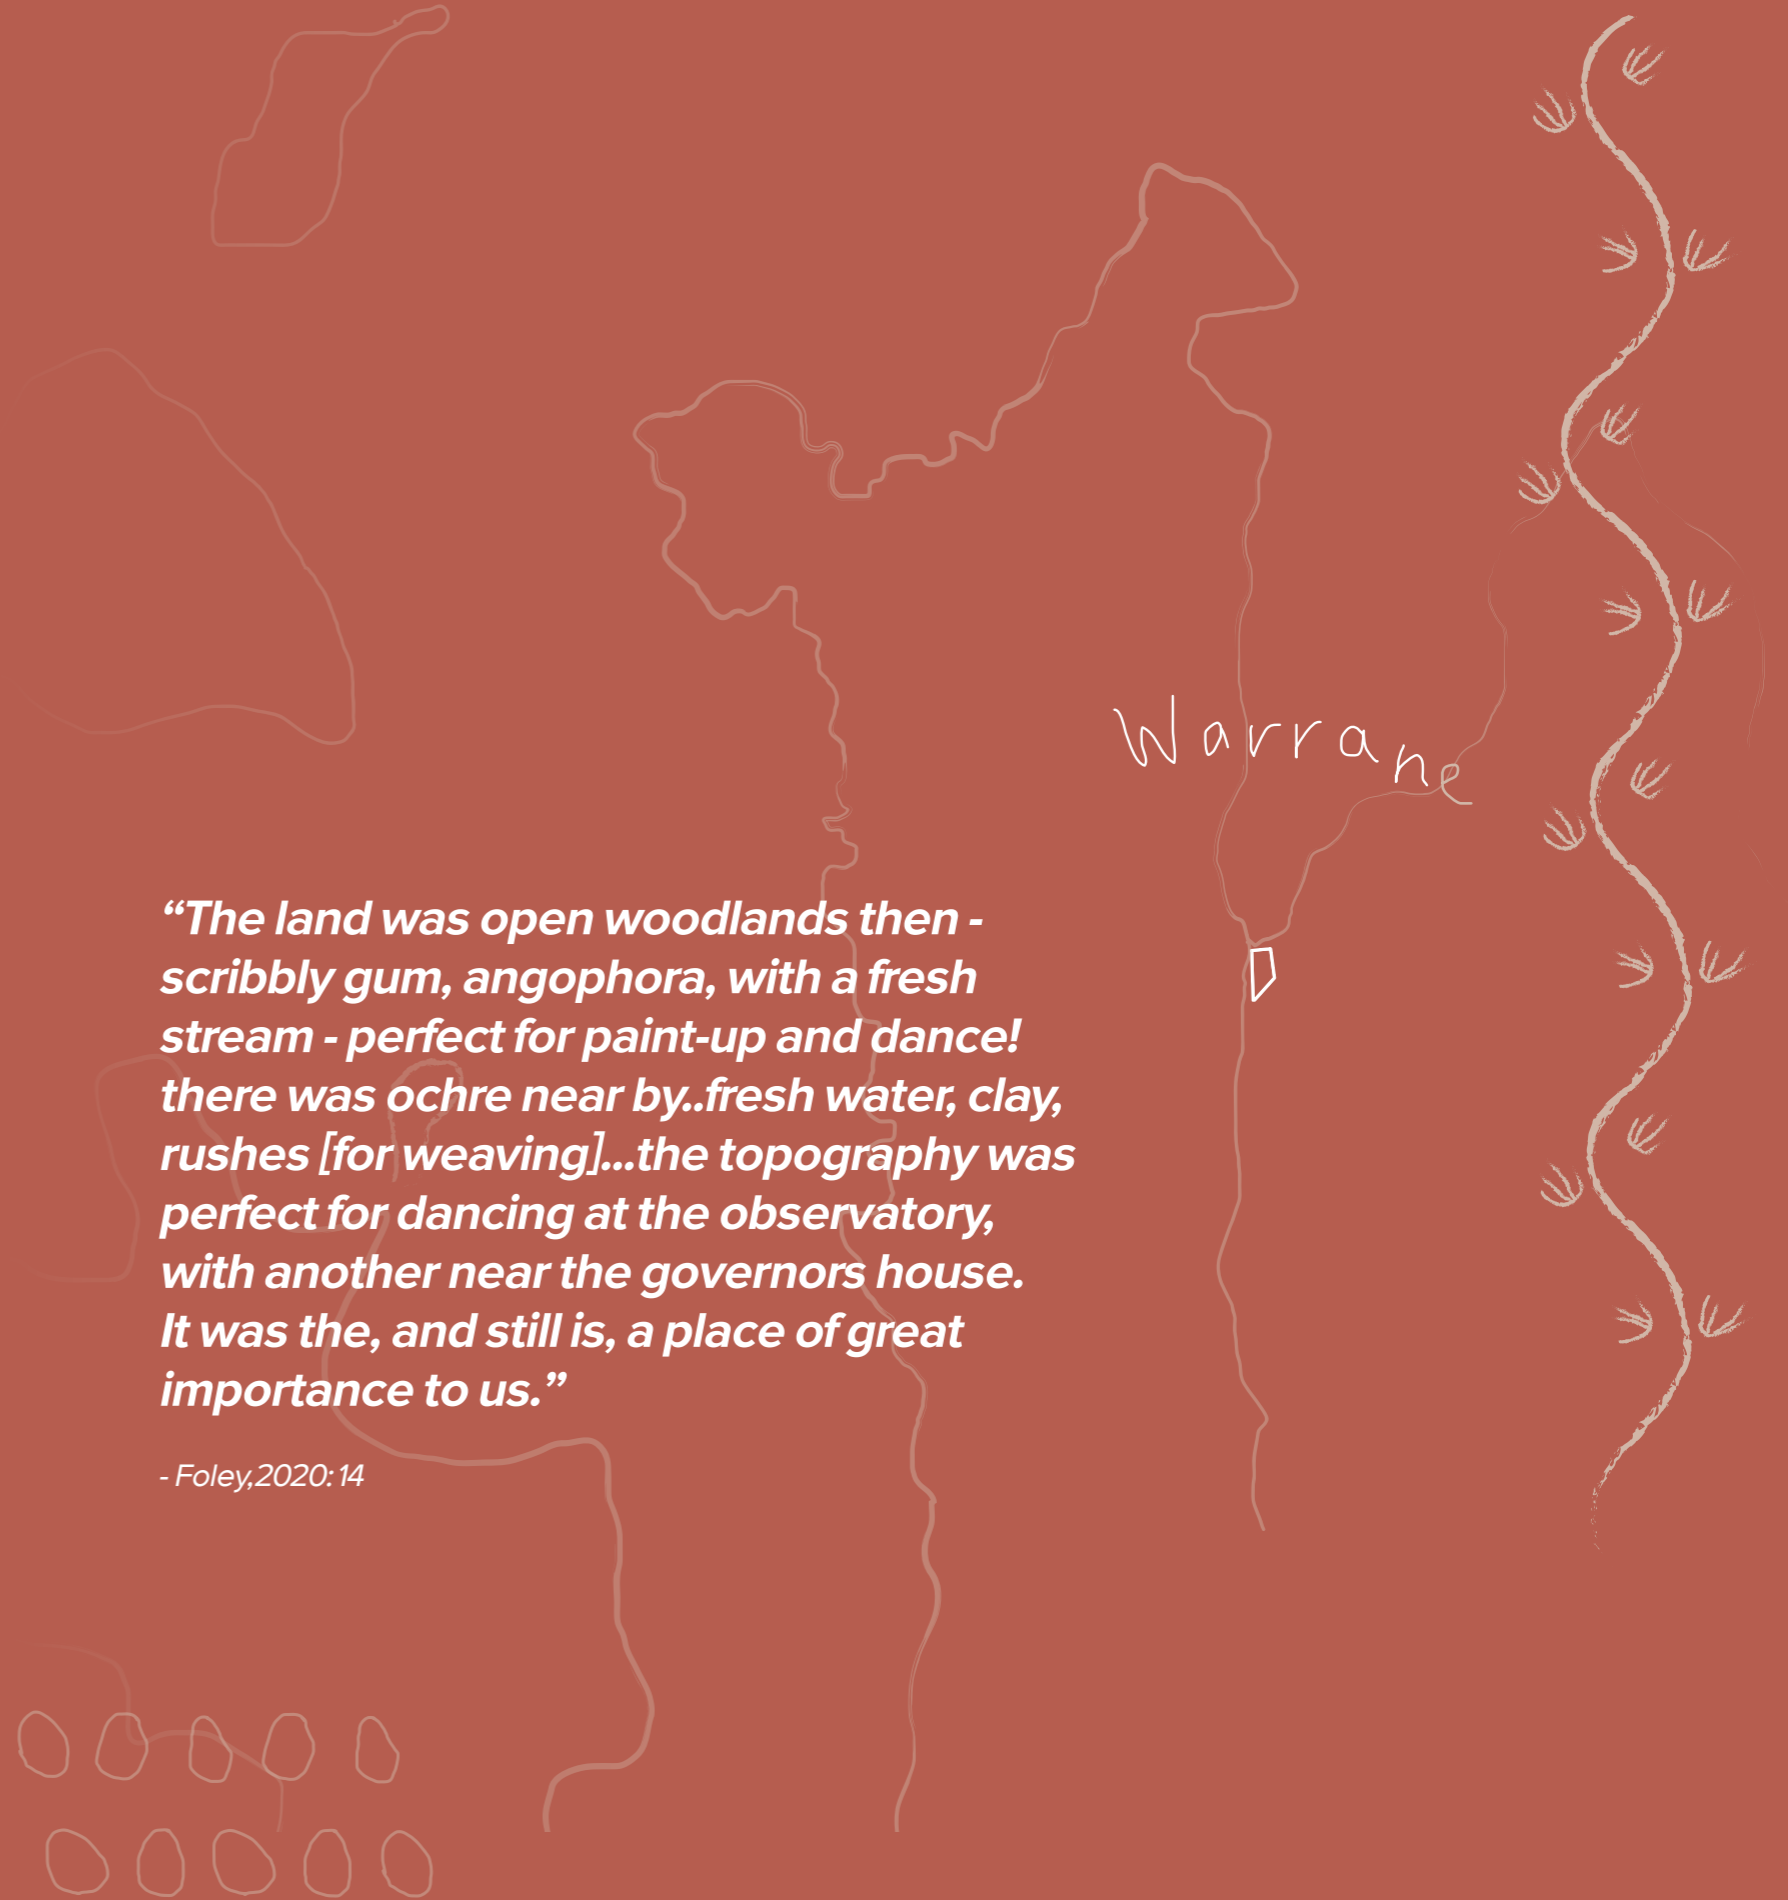 Warrane
“The land was open woodlands then -
scribbly gum, angophora, with a fresh
stream - perfect for paint-up and dance!
there was ochre near by..fresh water, clay,
rushes [for weaving]...the topography was
perfect for dancing at the observatory,
with another near the governors house.
It was the, and still is, a place of great
importance to us.”
- Foley,2020: 14